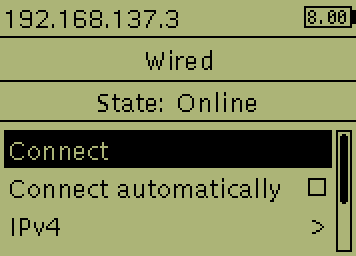 192.168.137.3 8.00
Wired
State: Online
Connect
Connect automatically
IPv4 >